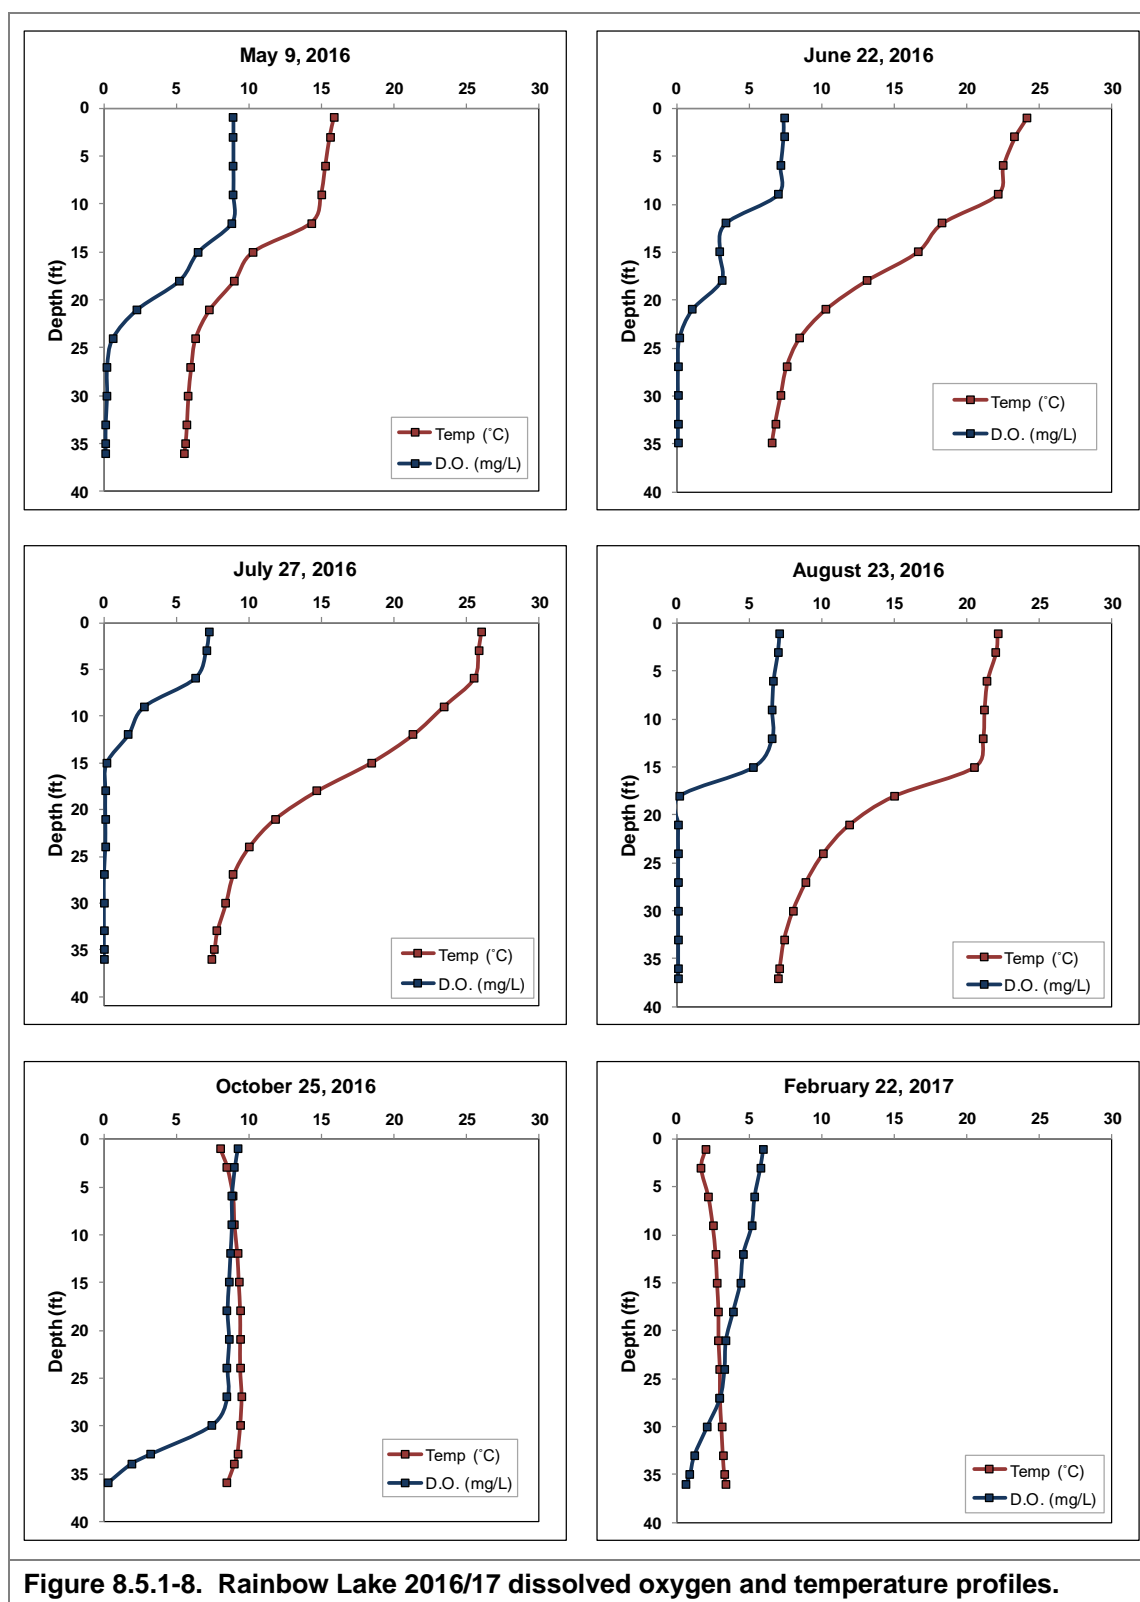 May 9, 2016
0 5 10 15 20 25 30
0
5
10
15
20
25
30
35
40
Depth (ft)
Temp (˚C)
D.O. (mg/L)
June 22, 2016
0 5 10 15 20 25 30
0
5
10
15
20
25
30
35
40
Depth (ft)
Temp (˚C)
D.O. (mg/L)
July 27, 2016
0 5 10 15 20 25 30
0
5
10
15
20
25
30
35
40
Depth (ft)
Temp (˚C)
D.O. (mg/L)
August 23, 2016
0 5 10 15 20 25 30
0
5
10
15
20
25
30
35
40
Depth (ft)
Temp (˚C)
D.O. (mg/L)
October 25, 2016
0 5 10 15 20 25 30
0
5
10
15
20
25
30
35
40
Depth (ft)
Temp (˚C)
D.O. (mg/L)
February 22, 2017
0 5 10 15 20 25 30
0
5
10
15
20
25
30
35
40
Depth (ft)
Temp (˚C)
D.O. (mg/L)
Figure 8.5.1-8. Rainbow Lake 2016/17 dissolved oxygen and temperature profiles.